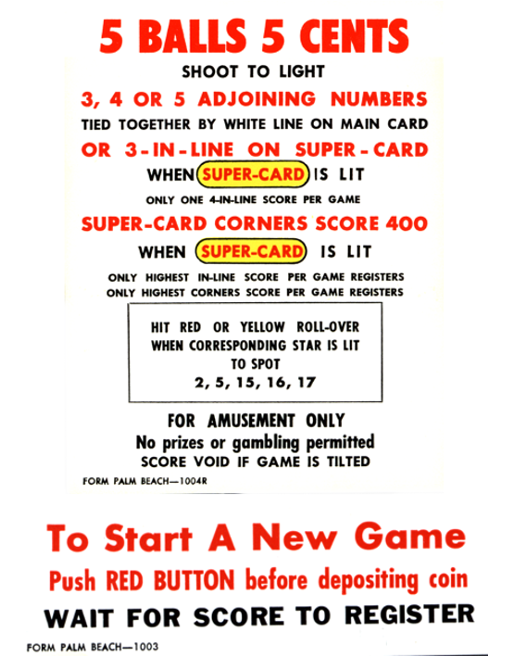 5 BALLS 5 CENTS
SHOOT TO LIGHT
3, 4 OR 5 ADJOINING NUMBERS
TIED TOGETHER BY WHITE LINE ON MAIN CARD
OR 3-IN-LINE ON SUPER-CARD
WHEN SUPER-CARD IS LIT
ONLY ONE 4-IN-LINE SCORE PER GAME
SUPER-CARD CORNERS SCORE 400
WHEN SUPER-CARD IS LIT
ONLY HIGHEST IN-LINE SCORE PER GAME REGISTERS
ONLY HIGHEST CORNERS SCORE PER GAME REGISTERS
HIT RED OR YELLOW ROLL-OVER
WHEN CORRESPONDING STAR IS LIT
TO SPOT
2, 5, 15, 16, 17
FOR AMUSEMENT ONLY
No prizes or gambling permitted
SCORE VOID IF GAME IS TILTED
FORM PALM BEACH—1004R
To Start A New Game
Push RED BUTTON before depositing coin
WAIT FOR SCORE TO REGISTER
FORM PALM BEACH—1003